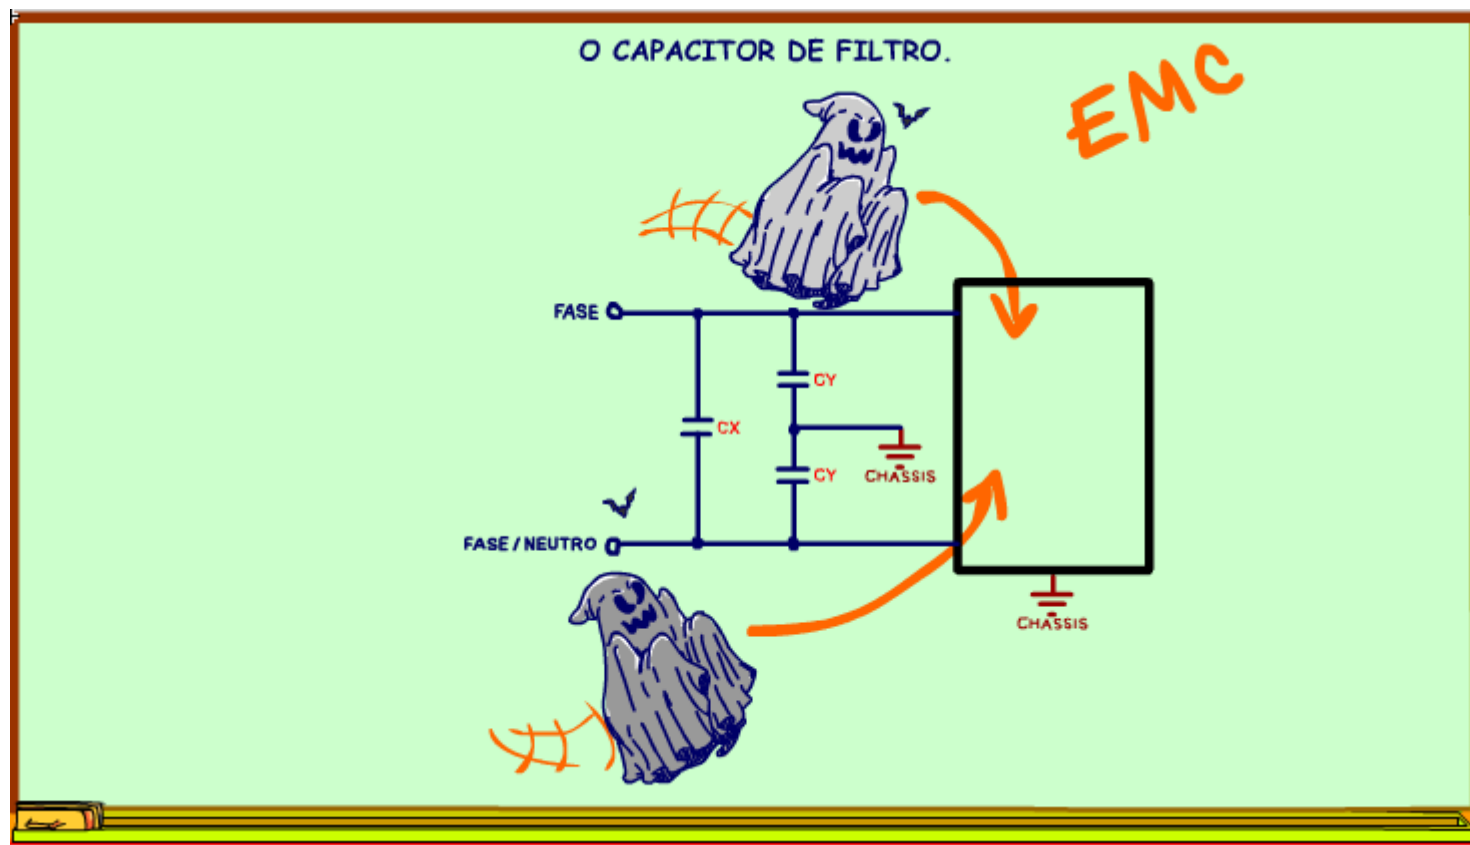 O CAPACITOR DE FILTRO.
EMC
FASE
CY
CX
CY
CHASSIS
FASE / NEUTRO
CHASSIS